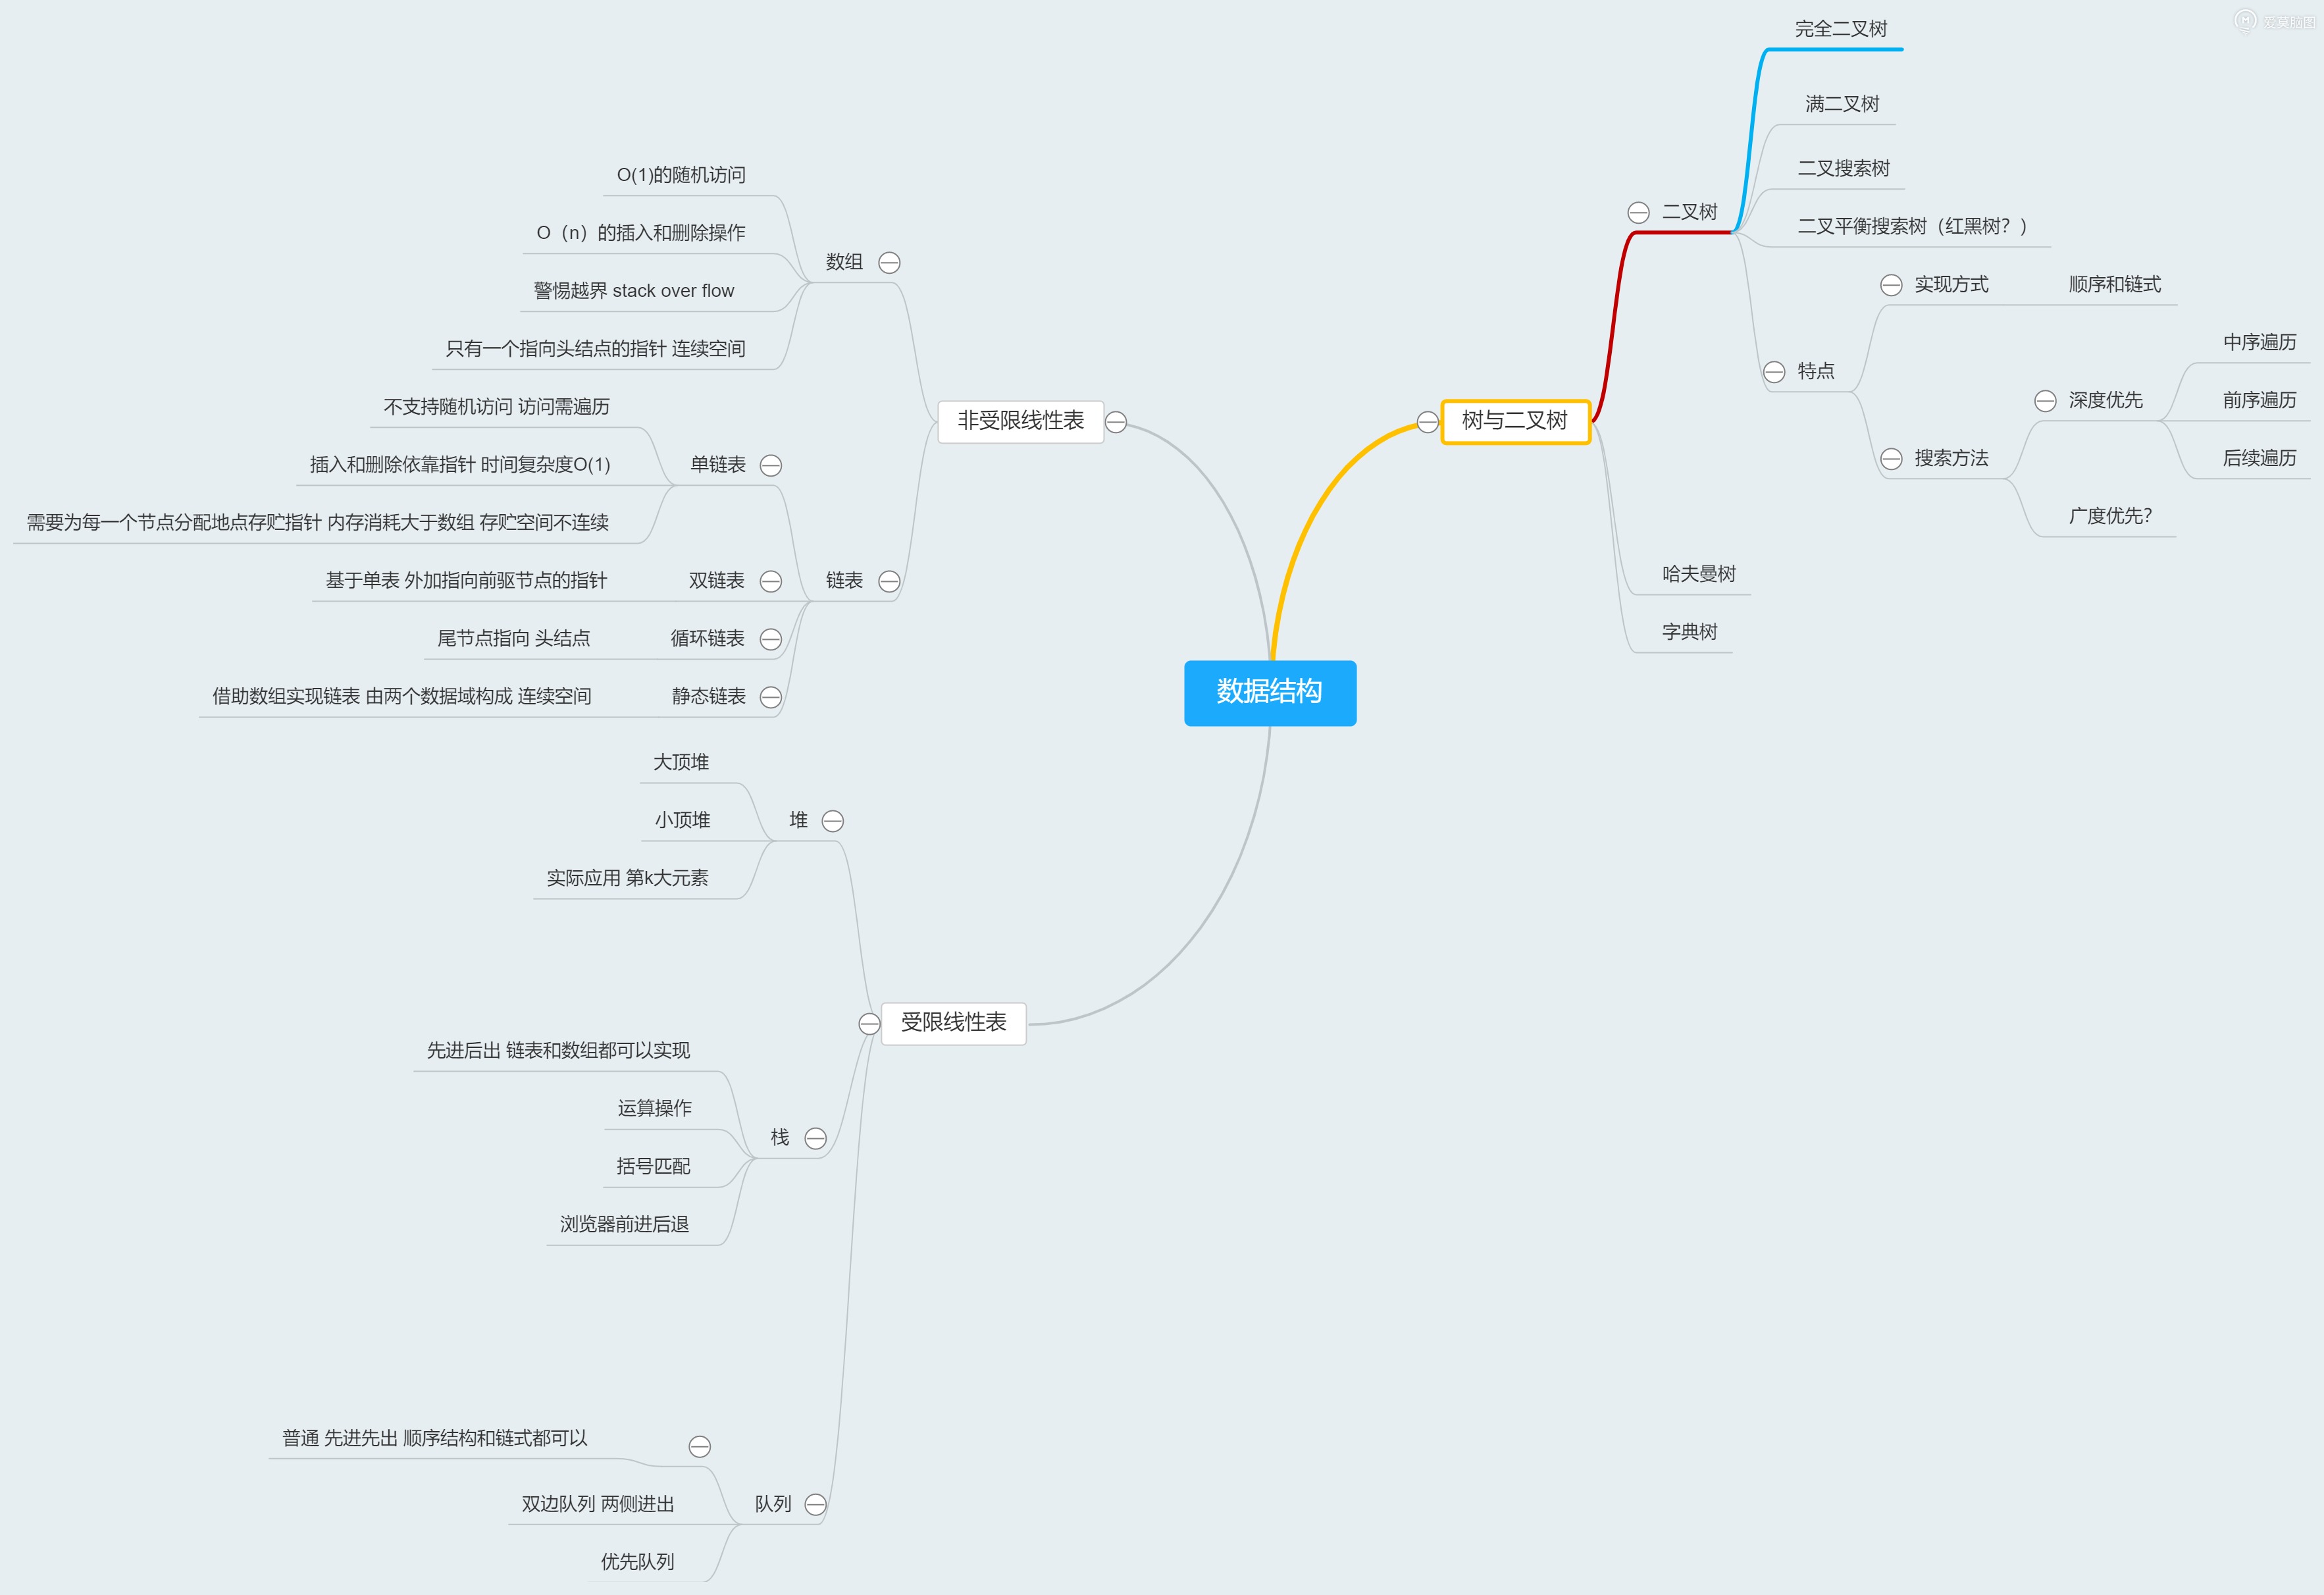 数据结构
树与二叉树
二叉树
完全二叉树
满二叉树
二叉搜索树
二叉平衡搜索树（红黑树？）
特点
实现方式
顺序和链式
搜索方法
深度优先
中序遍历
前序遍历
后续遍历
广度优先？
哈夫曼树
字典树
非受限线性表
数组
O(1)的随机访问
O（n）的插入和删除操作
警惕越界 stack over flow
只有一个指向头结点的指针 连续空间
链表
单链表
不支持随机访问 访问需遍历
插入和删除依靠指针 时间复杂度O(1)
需要为每一个节点分配地点存贮指针 内存消耗大于数组 存贮空间不连续
双链表
基于单表 外加指向前驱节点的指针
循环链表
尾节点指向 头结点
静态链表
借助数组实现链表 由两个数据域构成 连续空间
受限线性表
堆
大顶堆
小顶堆
实际应用 第k大元素
栈
先进后出 链表和数组都可以实现
运算操作
括号匹配
浏览器前进后退
队列
普通 先进先出 顺序结构和链式都可以
双边队列 两侧进出
优先队列
爱莫脑图